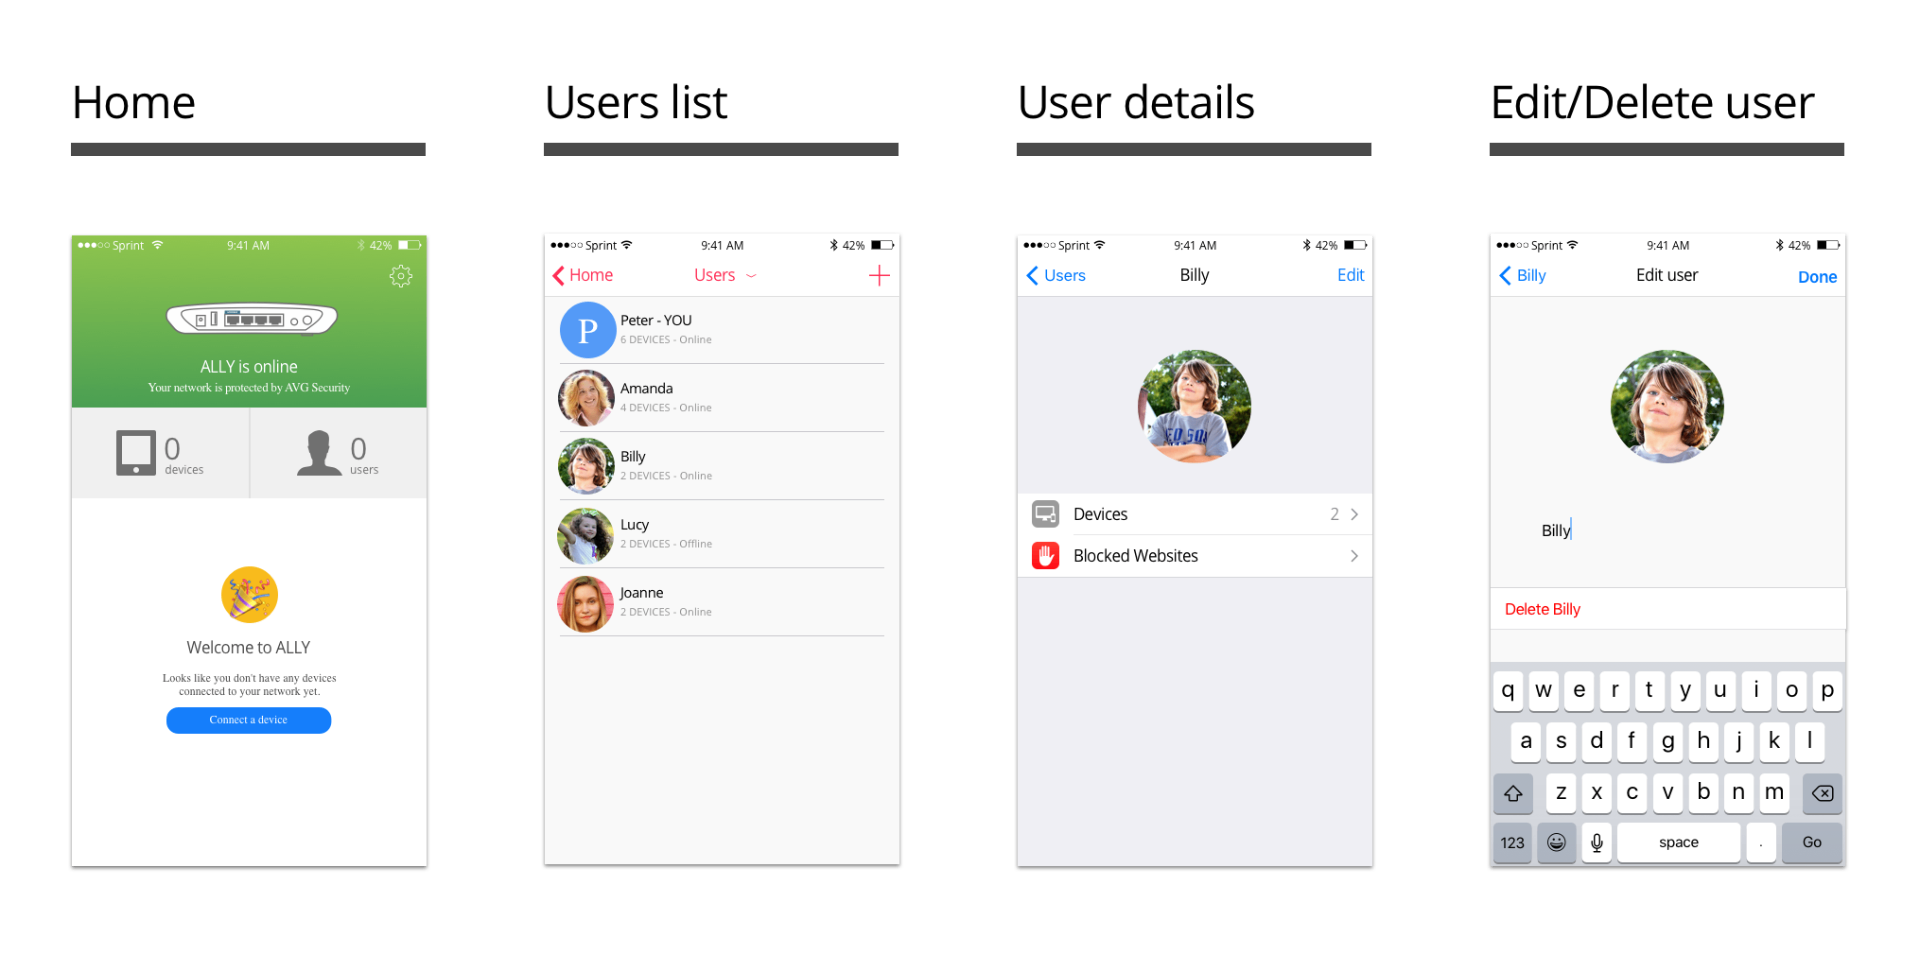 Home
Users list
User details
Edit/Delete user
Sprint 9:41 AM 42%
ALLY is online
Your network is protected by AVG Security
0
devices
0
users
Welcome to ALLY
Looks like you don't have any devices
connected to your network yet.
Connect a device
Sprint 9:41 AM 42%
Home Users
P
Peter - YOU
6 DEVICES - Online
Amanda
4 DEVICES - Online
Billy
2 DEVICES - Online
Lucy
2 DEVICES - Offline
Joanne
2 DEVICES - Online
Sprint 9:41 AM 42%
Users Billy Edit
Devices 2
Blocked Websites
Sprint 9:41 AM 42%
Billy Edit user Done
Billy
Delete Billy
q w e r t y u i o p
a s d f g h j k l
z x c v b n m
123 space . Go